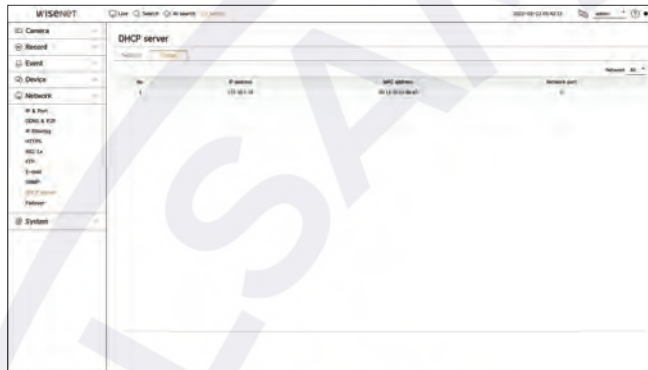 WISENET
Live Search AI search
admin
Camera
Record
Event
Device
Network
IP & Port
DDNS & P2P
IP filtering
HTTPS
802.1x
FTP
E-mail
SNMP
DHCP server
Failover
System
DHCP server
Network Status
Network All
No. IP address MAC address Network port
1